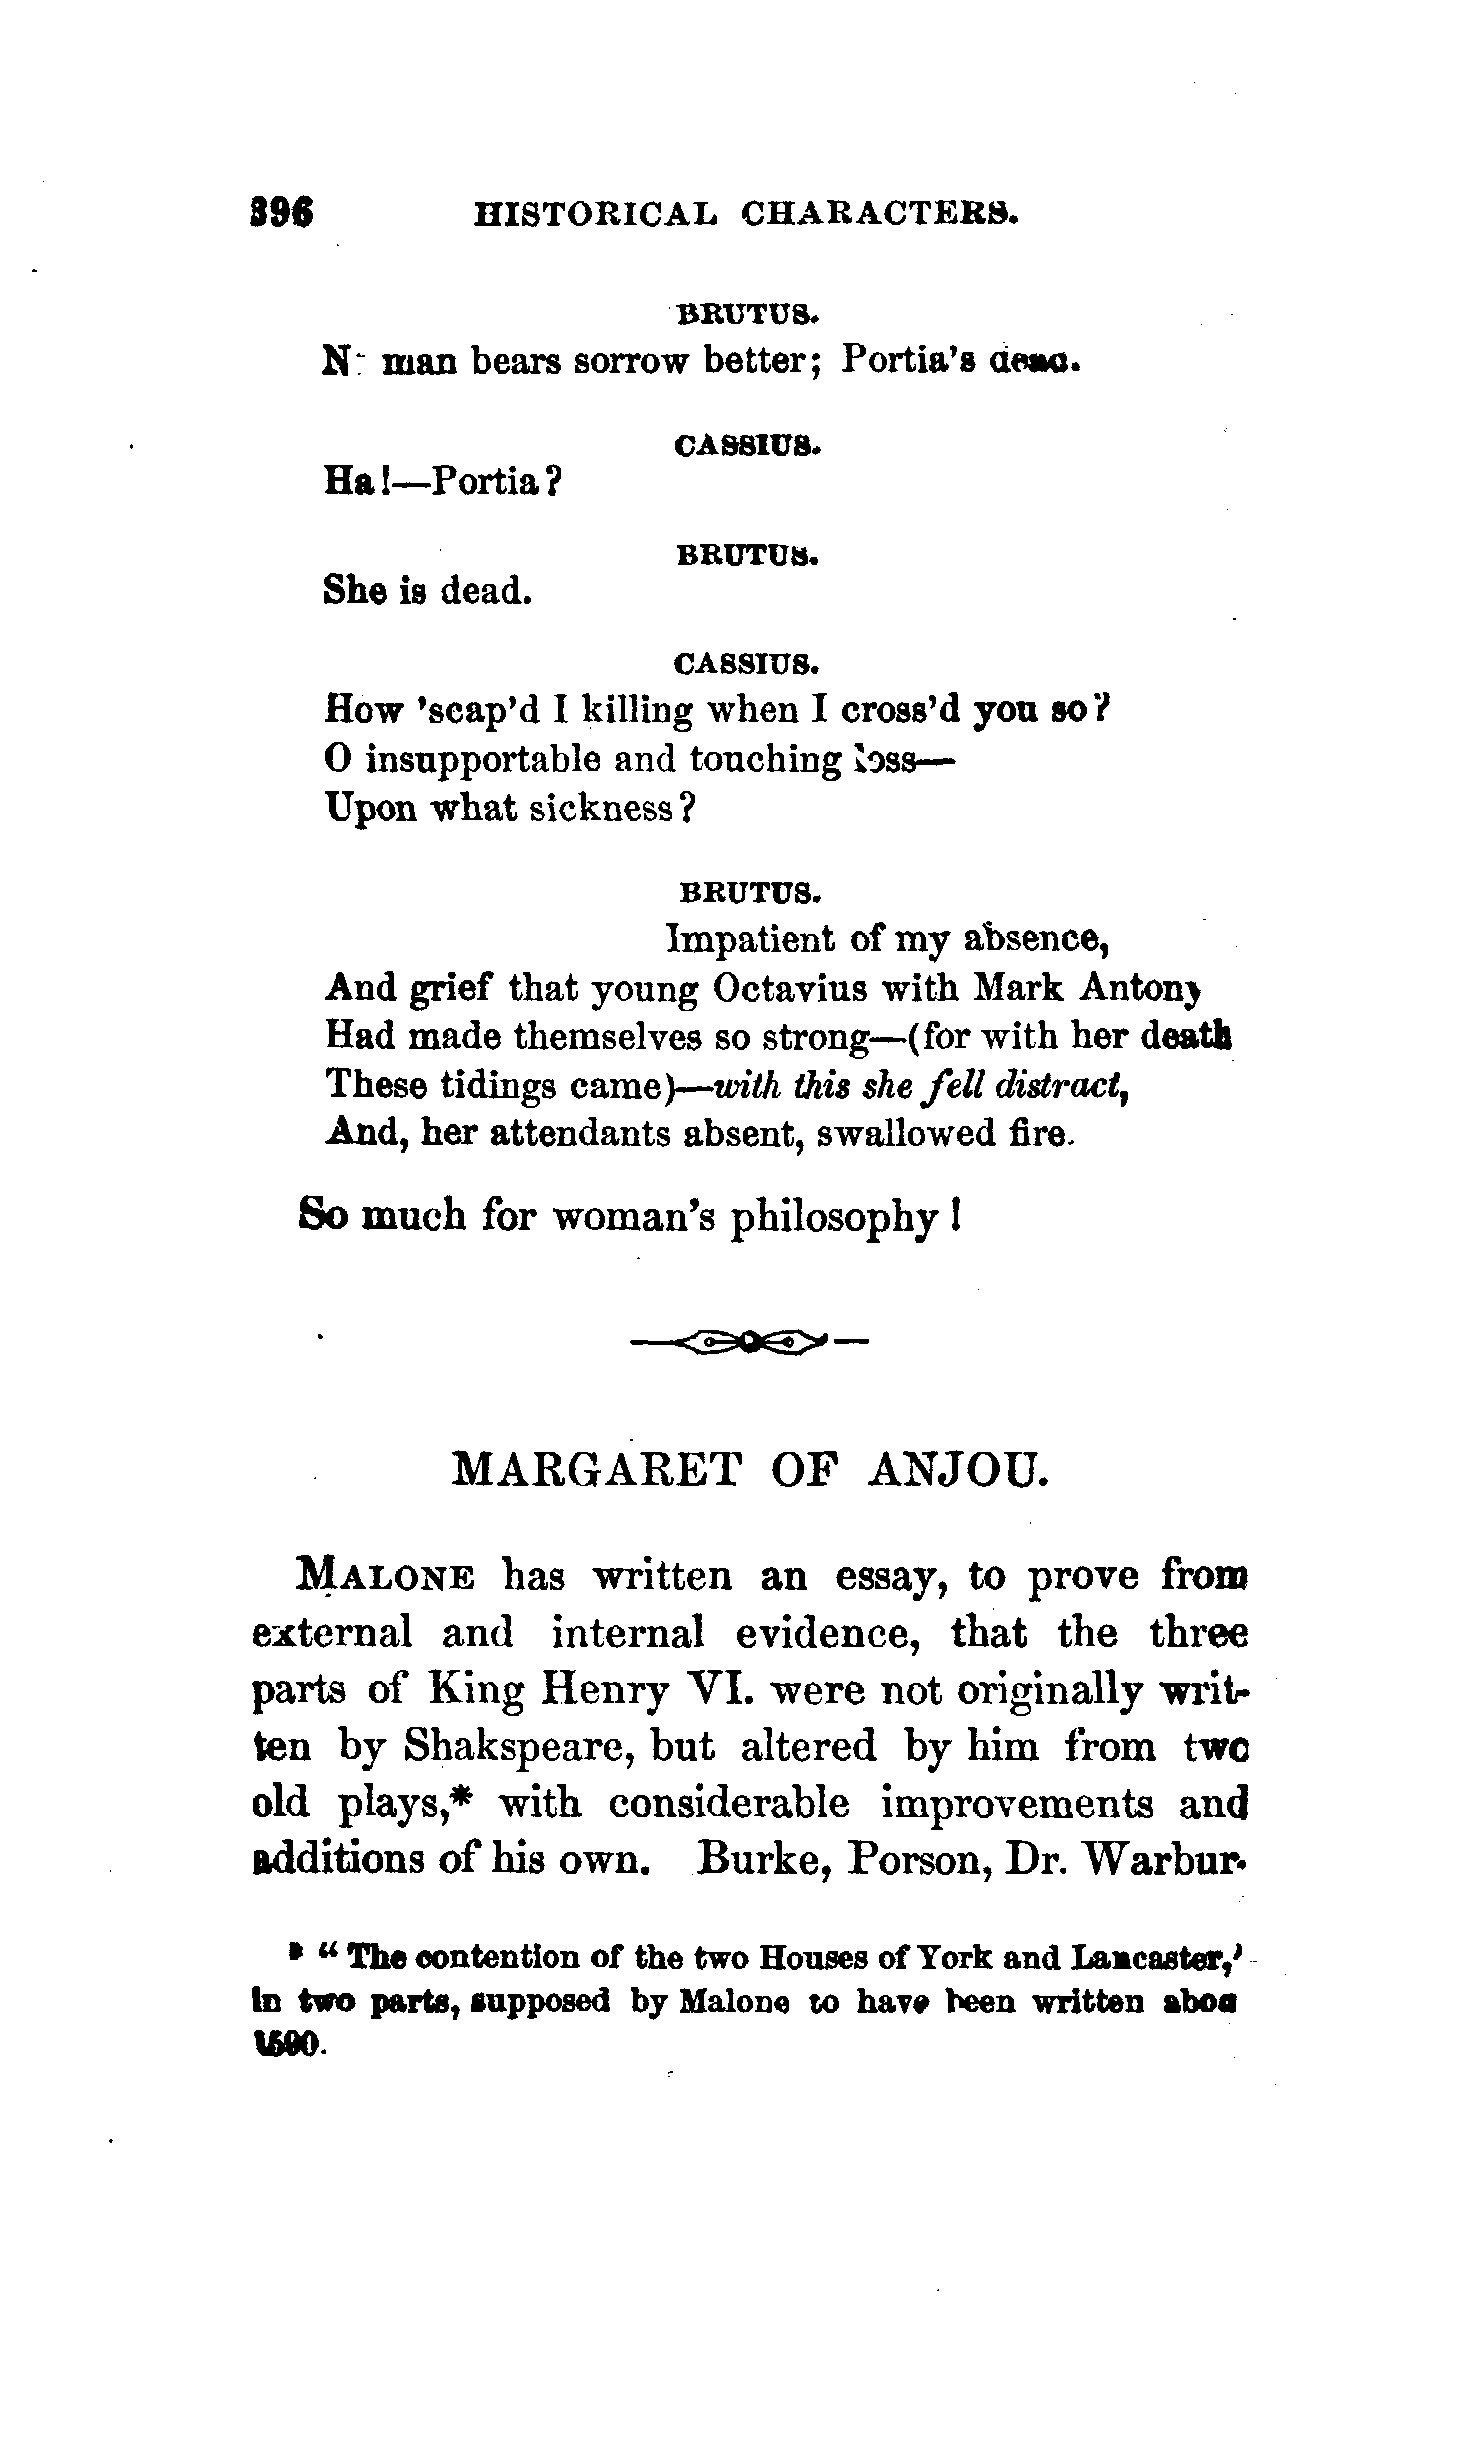 396 HISTORICAL CHARACTERS.
BRUTUS.
No man bears sorrow better; Portia's dead.
CASSIUS.
Ha!—Portia?
BRUTUS.
She is dead.
CASSIUS.
How 'scap'd I killing when I cross'd you so?
O insupportable and touching loss—
Upon what sickness?
BRUTUS.
Impatient of my absence,
And grief that young Octavius with Mark Antony
Had made themselves so strong—(for with her death
These tidings came)—with this she fell distract,
And, her attendants absent, swallowed fire.
So much for woman's philosophy!
MARGARET OF ANJOU.
MALONE has written an essay, to prove from
external and internal evidence, that the three
parts of King Henry VI. were not originally writ-
ten by Shakspeare, but altered by him from two
old plays,* with considerable improvements and
additions of his own. Burke, Porson, Dr. Warbur-
* "The contention of the two Houses of York and Lancaster,"
in two parts, supposed by Malone to have been written about
1590.